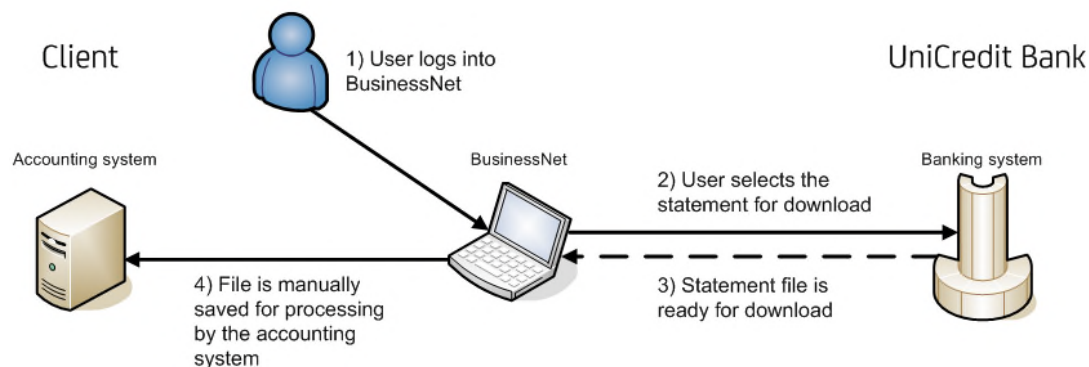 Client
1) User logs into
BusinessNet
UniCredit Bank
Accounting system
BusinessNet
Banking system
2) User selects the
statement for download
3) Statement file is
ready for download
4) File is manually
saved for processing
by the accounting
system